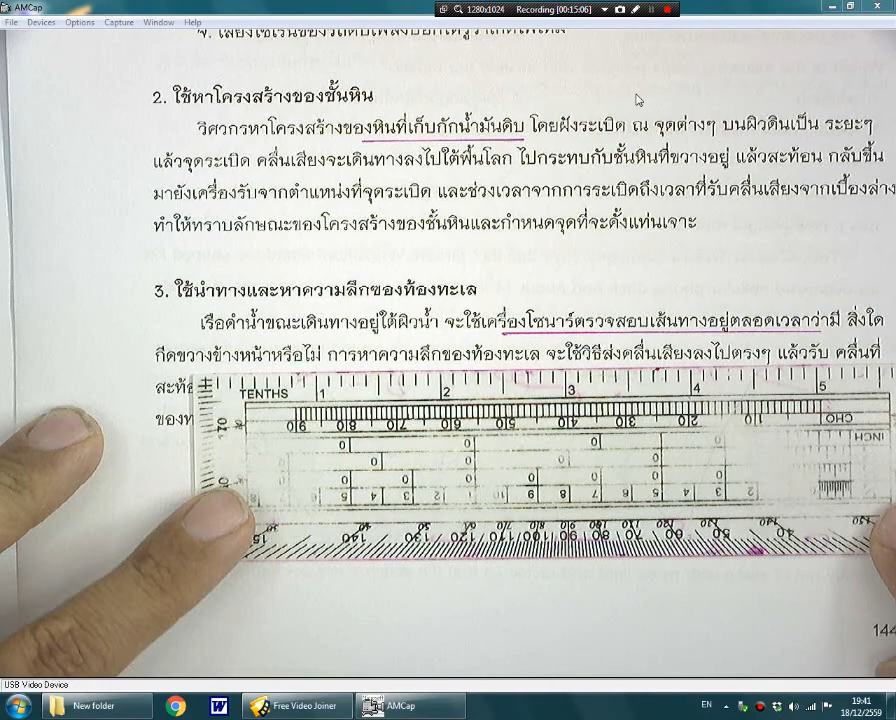 AMCap
1280x1024 Recording [00:15:06]
File Devices Options Capture Window Help
2. ใช้หาโครงสร้างของชั้นหิน
วิศวกรหาโครงสร้างของหินที่เก็บกักน้ำมันดิบ โดยฝังระเบิด ณ จุดต่างๆ บนผิวดินเป็น ระยะๆ
แล้วจุดระเบิด คลื่นเสียงจะเดินทางลงไปใต้พื้นโลก ไปกระทบกับชั้นหินที่ขวางอยู่ แล้วสะท้อน กลับขึ้น
มายังเครื่องรับจากตำแหน่งที่จุดระเบิด และช่วงเวลาจากการระเบิดถึงเวลาที่รับคลื่นเสียงจากเบื้องล่าง
ทำให้ทราบลักษณะของโครงสร้างของชั้นหินและกำหนดจุดที่จะตั้งแท่นเจาะ
3. ใช้นำทางและหาความลึกของท้องทะเล
เรือดำน้ำขณะเดินทางอยู่ใต้ผิวน้ำ จะใช้เครื่องโซนาร์ตรวจสอบเส้นทางอยู่ตลอดเวลาว่ามี สิ่งใด
กีดขวางข้างหน้าหรือไม่ การหาความลึกของท้องทะเล จะใช้วิธีส่งคลื่นเสียงลงไปตรงๆ แล้วรับ คลื่นที่
สะท้
ของท
TENTHS 1 2 3 4 5
90 80 70 60 50 40 30 20 10 CHO
INCH
144
USB Video Device
New folder Free Video Joiner AMCap EN 19:41
18/12/2559